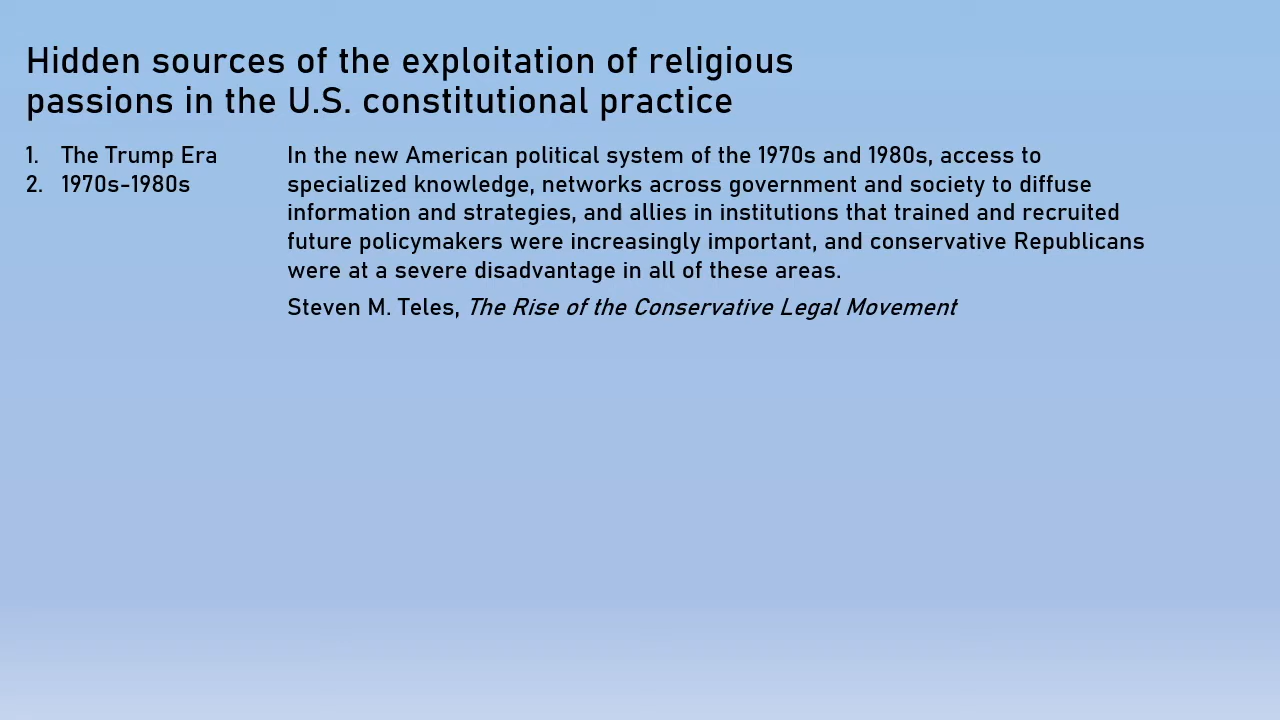 Hidden sources of the exploitation of religious
passions in the U.S. constitutional practice
1. The Trump Era
2. 1970s-1980s
In the new American political system of the 1970s and 1980s, access to
specialized knowledge, networks across government and society to diffuse
information and strategies, and allies in institutions that trained and recruited
future policymakers were increasingly important, and conservative Republicans
were at a severe disadvantage in all of these areas.
Steven M. Teles, The Rise of the Conservative Legal Movement